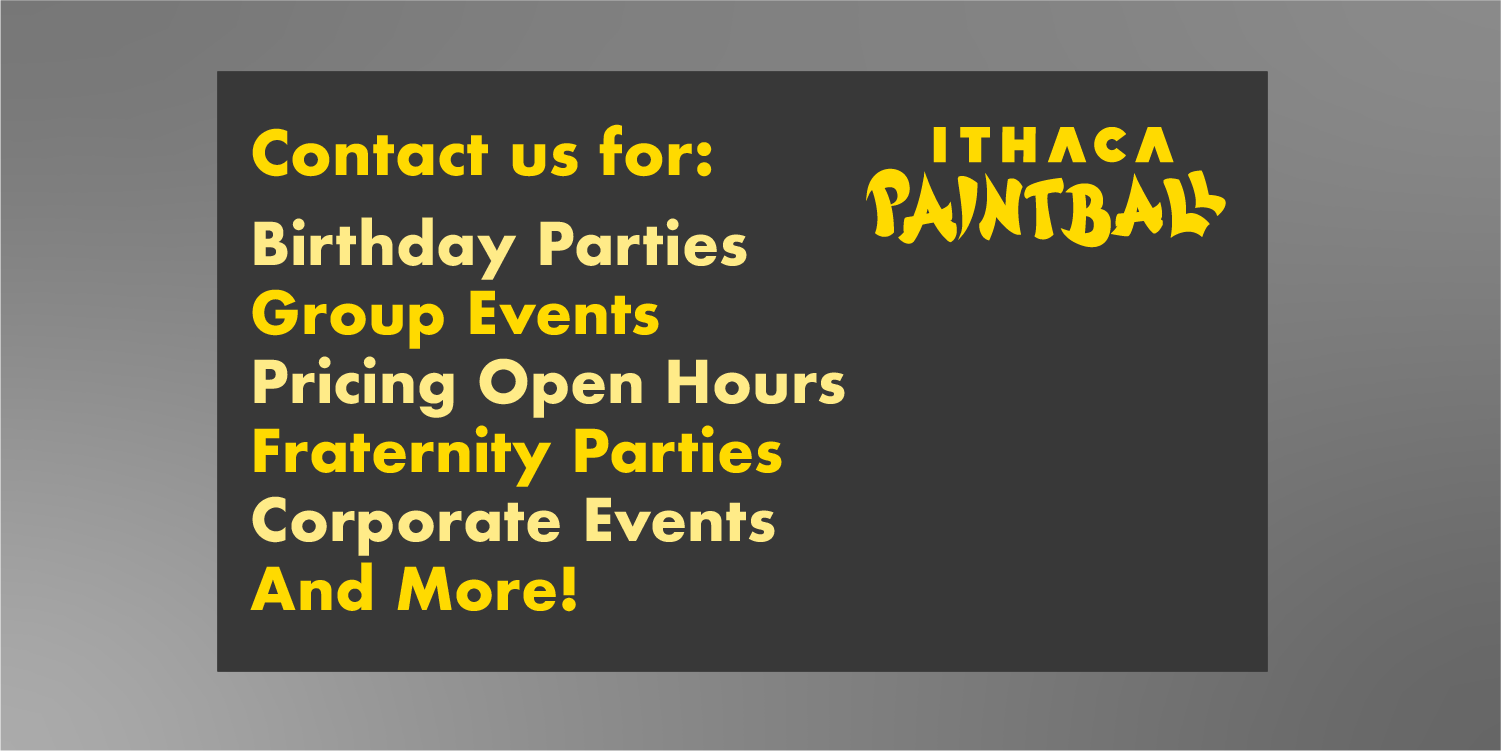 Contact us for:
Birthday Parties
Group Events
Pricing Open Hours
Fraternity Parties
Corporate Events
And More!
ITHACA
PAINTBALL